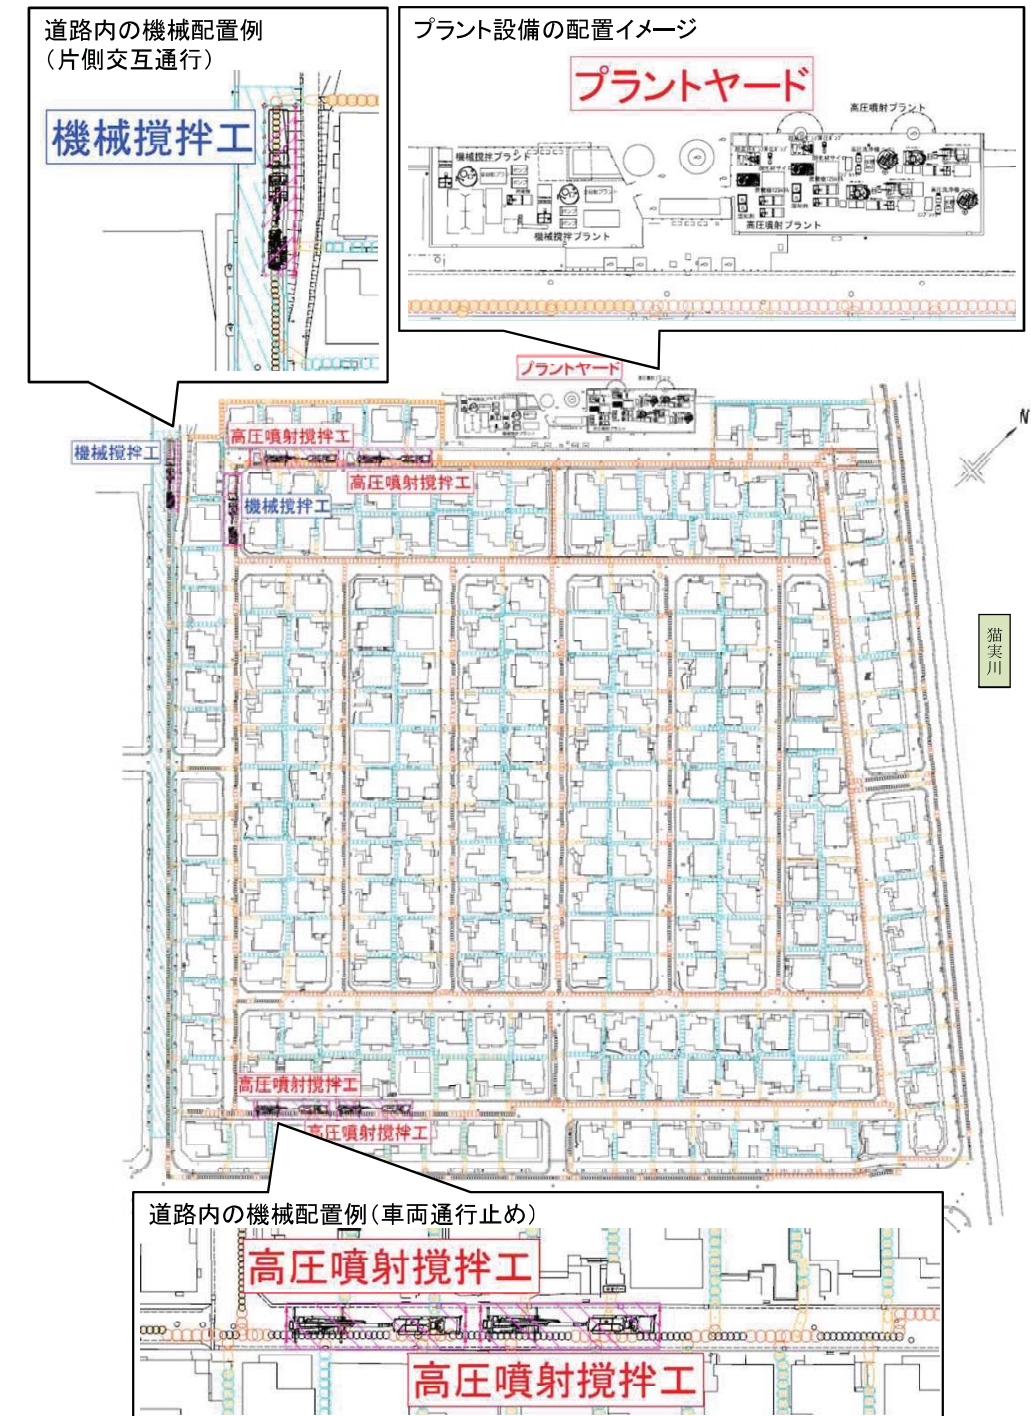 道路内の機械配置例
（片側交互通行）
機械撹拌工
プラント設備の配置イメージ
プラントヤード
高圧噴射プラント
機械撹拌プラント
機械撹拌プラント
高圧噴射プラント
プラントヤード
N
機械撹拌工
高圧噴射撹拌工
高圧噴射撹拌工
機械撹拌工
猫実川
高圧噴射撹拌工
高圧噴射撹拌工
道路内の機械配置例（車両通行止め）
高圧噴射撹拌工
高圧噴射撹拌工